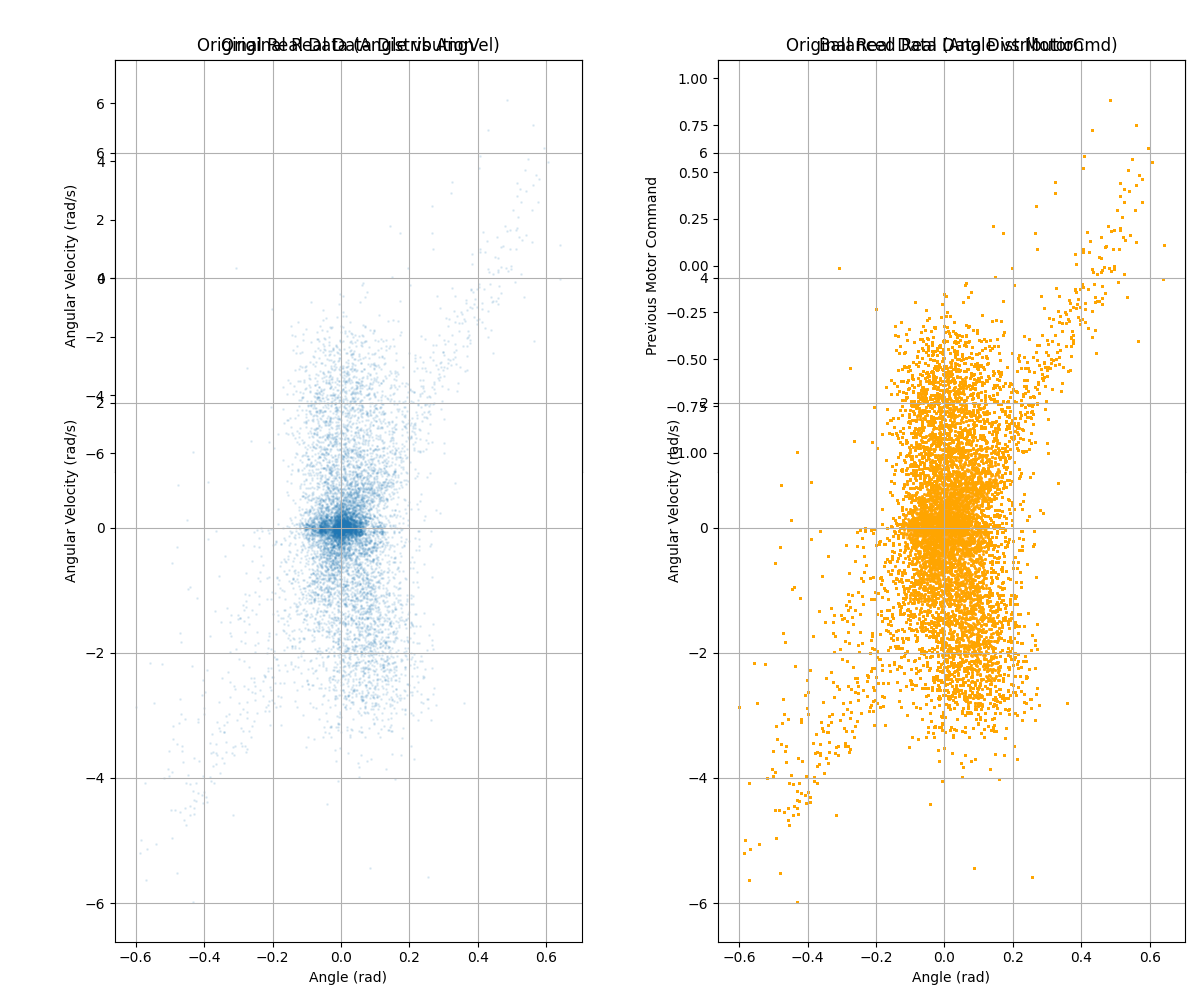 Original Real Data (Angle vs AngVel)
Original Real Data Distribution
Angular Velocity (rad/s)
6
4
2
0
−2
−4
−6
Angular Velocity (rad/s)
6
4
2
0
−2
−4
−6
−0.6 −0.4 −0.2 0.0 0.2 0.4 0.6
Angle (rad)
Original Real Data (Angle vs MotorCmd)
Balanced Real Data Distribution
Previous Motor Command
1.00
0.75
0.50
0.25
0.00
−0.25
−0.50
−0.75
−1.00
Angular Velocity (rad/s)
6
4
2
0
−2
−4
−6
−0.6 −0.4 −0.2 0.0 0.2 0.4 0.6
Angle (rad)